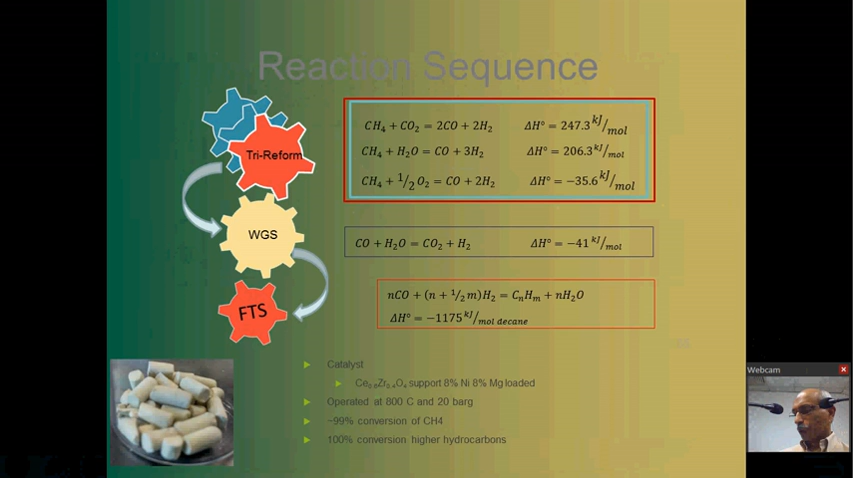 Reaction Sequence
Tri-Reform
CH₄ + CO₂ = 2CO + 2H₂ ΔH° = 247.3 kJ/mol
CH₄ + H₂O = CO + 3H₂ ΔH° = 206.3 kJ/mol
CH₄ + 1/2 O₂ = CO + 2H₂ ΔH° = −35.6 kJ/mol
WGS
CO + H₂O = CO₂ + H₂ ΔH° = −41 kJ/mol
FTS
nCO + (n + 1/2 m)H₂ = CₙHₘ + nH₂O
ΔH° = −1175 kJ/mol decane
Catalyst
support 8% Ni 8% Mg loaded
Operated at 800 C and 20 barg
~99% conversion of CH4
100% conversion higher hydrocarbons
Webcam